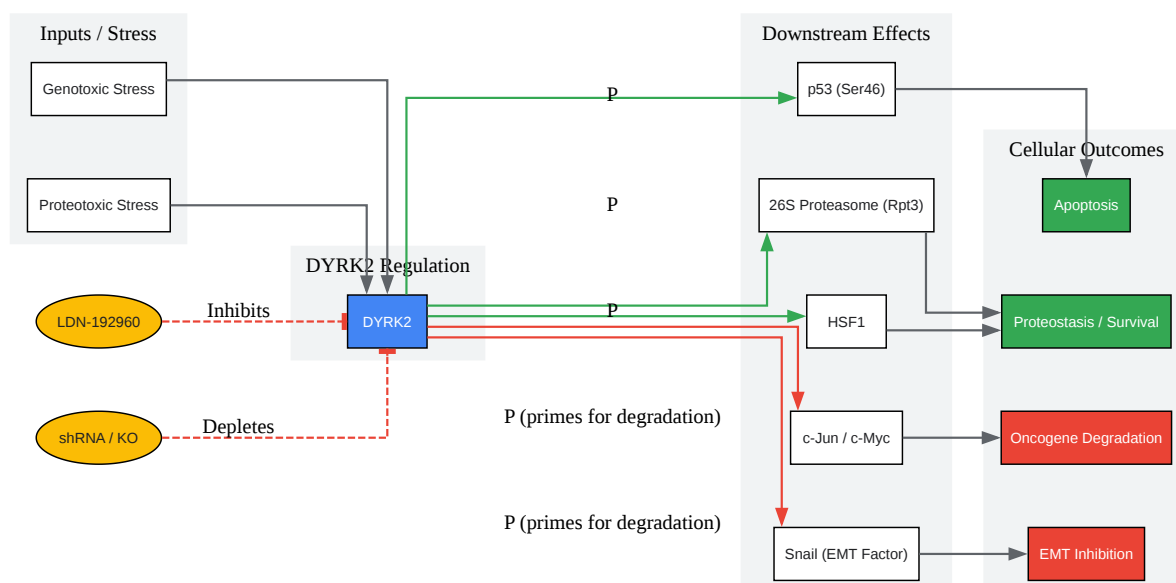 Inputs / Stress
Genotoxic Stress
Proteotoxic Stress
LDN-192960
Inhibits
shRNA / KO
Depletes
DYRK2 Regulation
DYRK2
P
P
P
P (primes for degradation)
P (primes for degradation)
Downstream Effects
p53 (Ser46)
26S Proteasome (Rpt3)
HSF1
c-Jun / c-Myc
Snail (EMT Factor)
Cellular Outcomes
Apoptosis
Proteostasis / Survival
Oncogene Degradation
EMT Inhibition